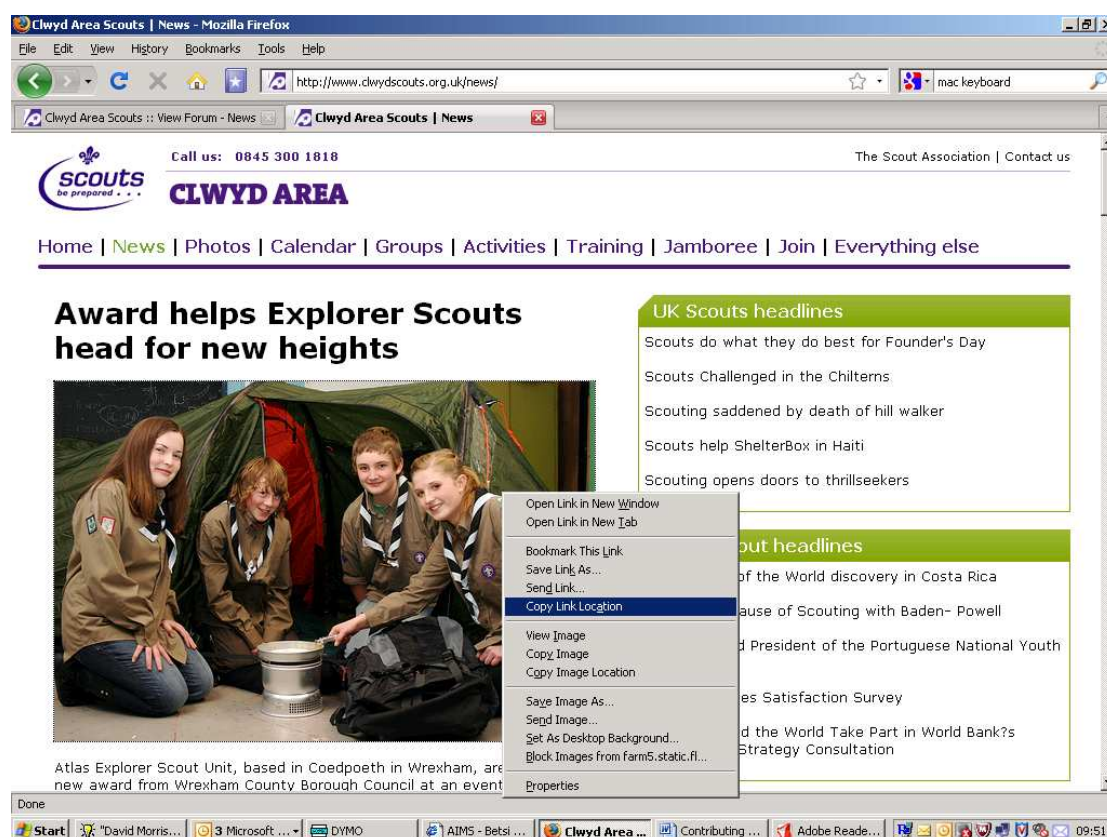 Clwyd Area Scouts | News - Mozilla Firefox
File Edit View History Bookmarks Tools Help
http://www.clwydscouts.org.uk/news/
mac keyboard
Clwyd Area Scouts :: View Forum - News
Clwyd Area Scouts | News
scouts
be prepared . . .
Call us: 0845 300 1818
The Scout Association | Contact us
CLWYD AREA
Home | News | Photos | Calendar | Groups | Activities | Training | Jamboree | Join | Everything else
Award helps Explorer Scouts
head for new heights
UK Scouts headlines
Scouts do what they do best for Founder's Day
Scouts Challenged in the Chilterns
Scouting saddened by death of hill walker
Scouts help ShelterBox in Haiti
Scouting opens doors to thrillseekers
Open Link in New Window
Open Link in New Tab
Bookmark This Link
Save Link As...
Send Link...
Copy Link Location
View Image
Copy Image
Copy Image Location
Save Image As...
Send Image...
Set As Desktop Background...
Block Images from farm5.static.fl...
Properties
out headlines
of the World discovery in Costa Rica
ause of Scouting with Baden- Powell
President of the Portuguese National Youth
es Satisfaction Survey
d the World Take Part in World Bank?s
Strategy Consultation
Atlas Explorer Scout Unit, based in Coedpoeth in Wrexham, are
new award from Wrexham County Borough Council at an event
Done
Start "David Morris... 3 Microsoft ... DYMO AIMS - Betsi ... Clwyd Area ... Contributing ... Adobe Reade... 09:51